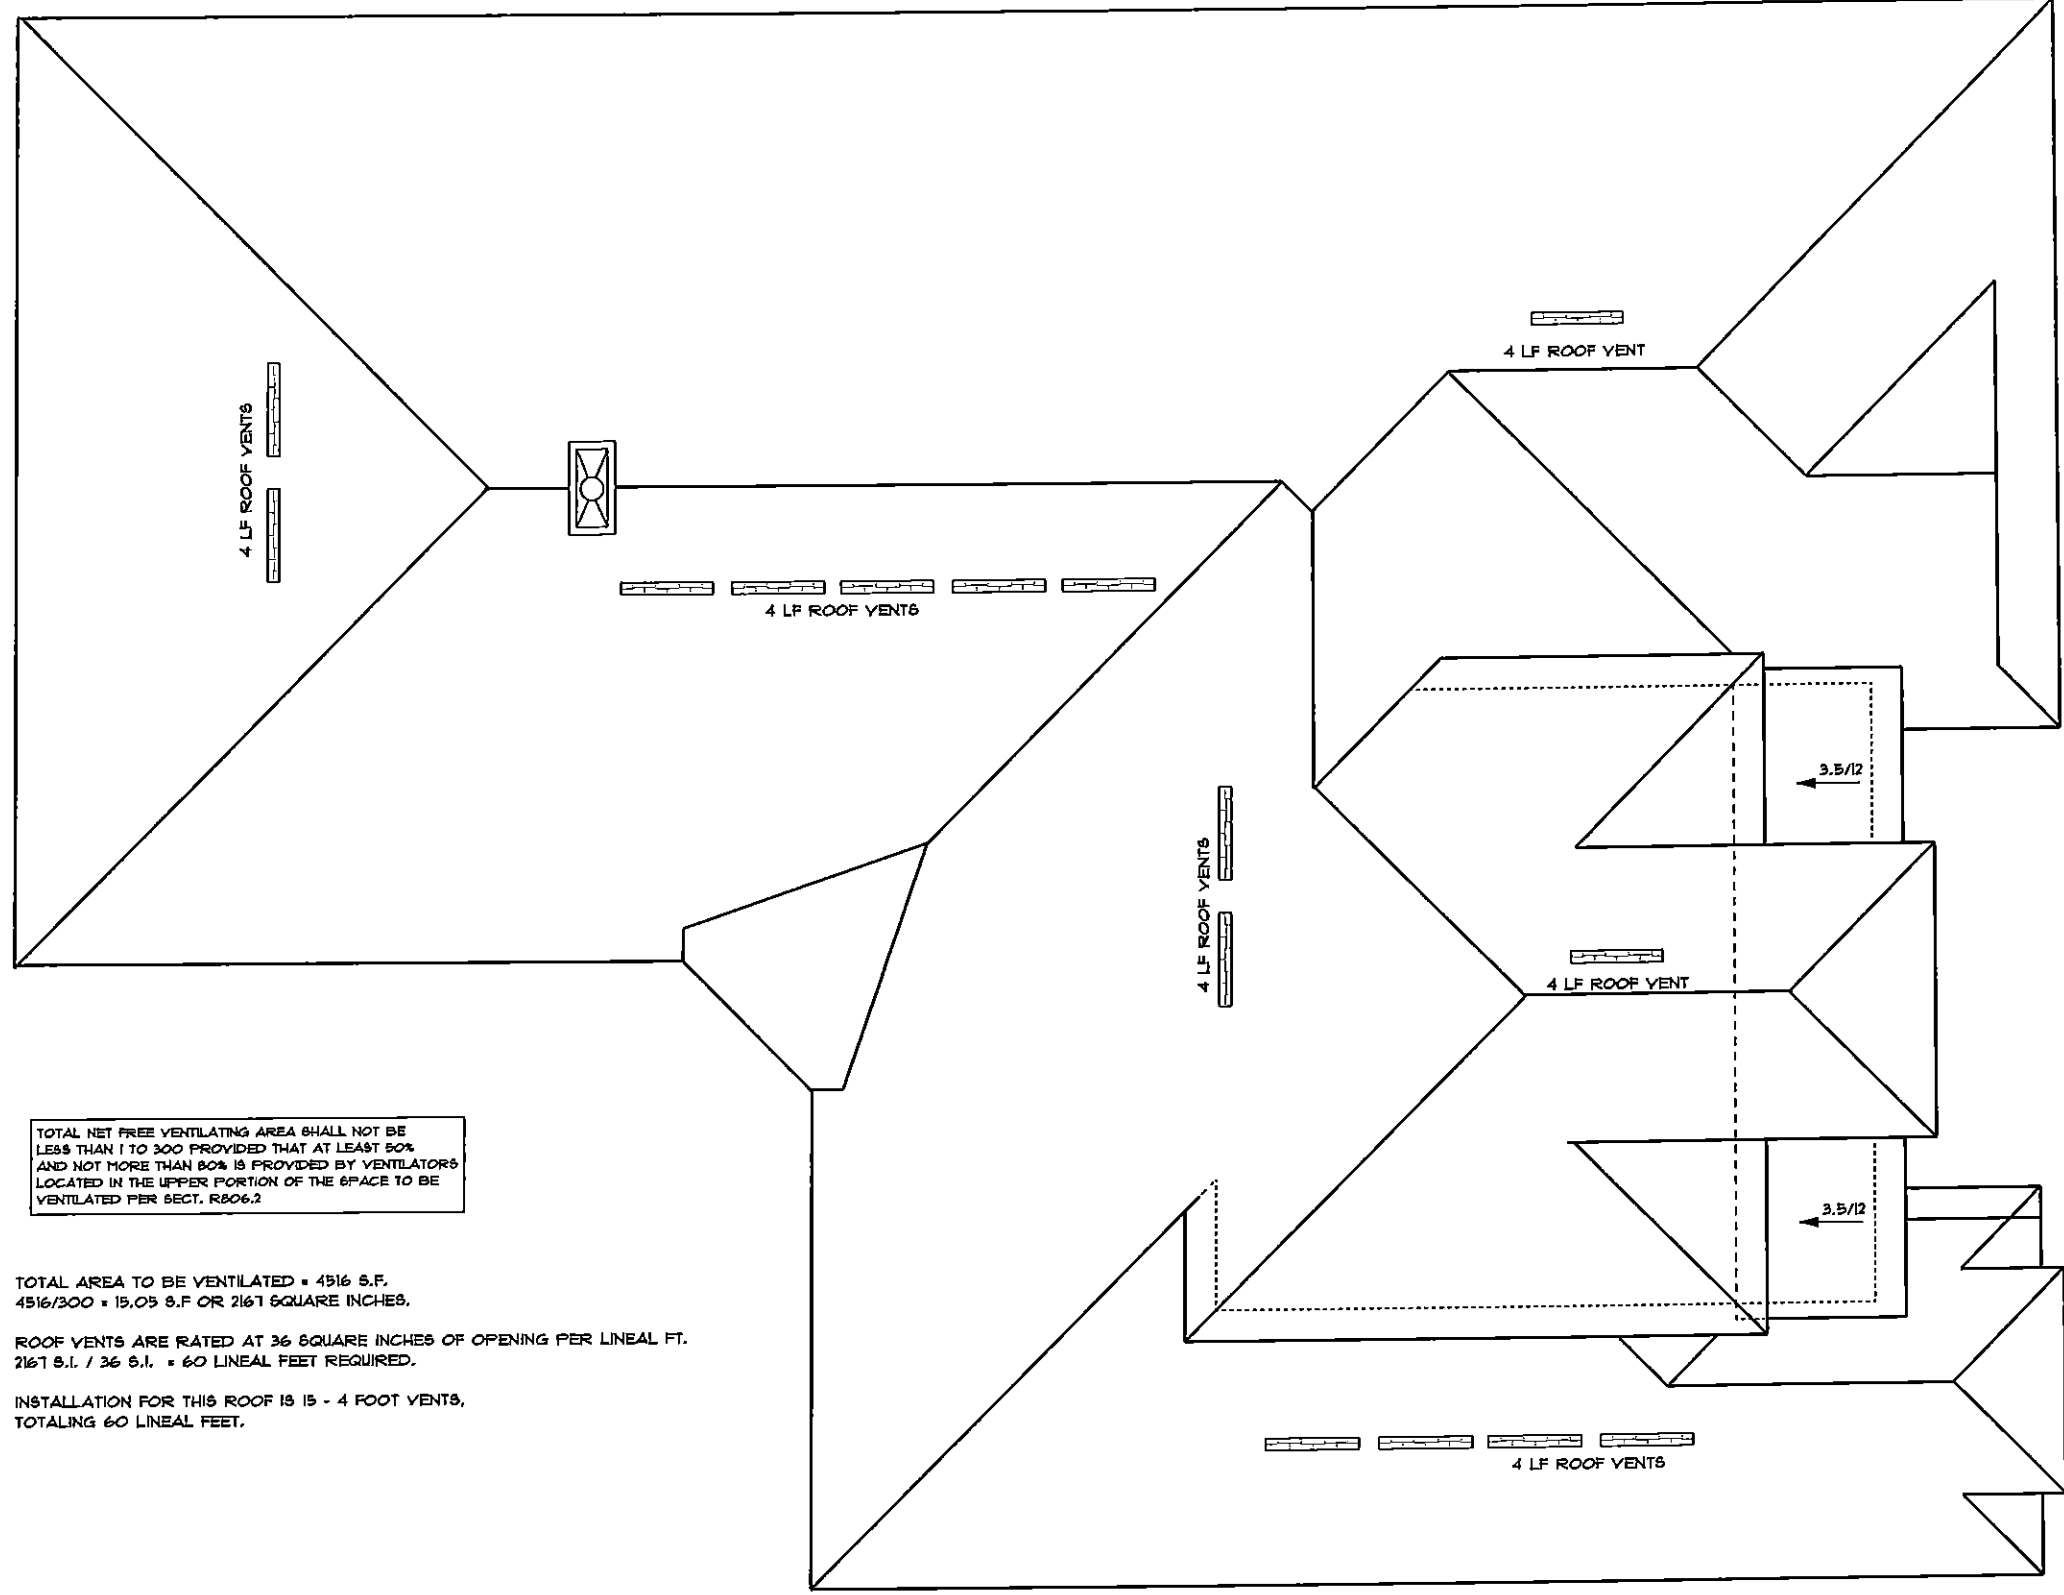 4 LF ROOF VENT
4 LF ROOF VENTS
4 LF ROOF VENTS
3.5/12
4 LF ROOF VENTS
4 LF ROOF VENT
TOTAL NET FREE VENTILATING AREA SHALL NOT BE
LESS THAN 1 TO 300 PROVIDED THAT AT LEAST 50%
AND NOT MORE THAN 80% IS PROVIDED BY VENTILATORS
LOCATED IN THE UPPER PORTION OF THE SPACE TO BE
VENTILATED PER SECT. R806.2
3.5/12
TOTAL AREA TO BE VENTILATED = 4516 S.F.
4516/300 = 15.05 S.F OR 2167 SQUARE INCHES.
ROOF VENTS ARE RATED AT 36 SQUARE INCHES OF OPENING PER LINEAL FT.
2167 S.I. / 36 S.I. = 60 LINEAL FEET REQUIRED.
INSTALLATION FOR THIS ROOF IS 15 - 4 FOOT VENTS,
TOTALING 60 LINEAL FEET.
4 LF ROOF VENTS